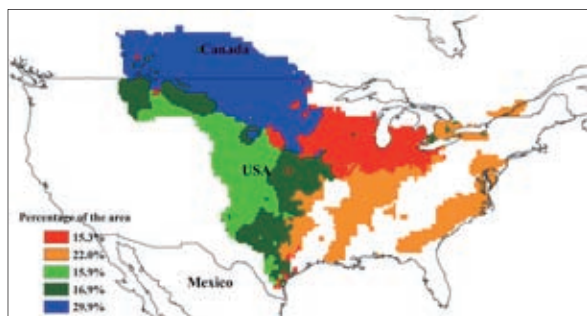 Canada
USA
Percentage of the area
15.3%
22.0%
15.9%
16.9%
29.9%
Mexico